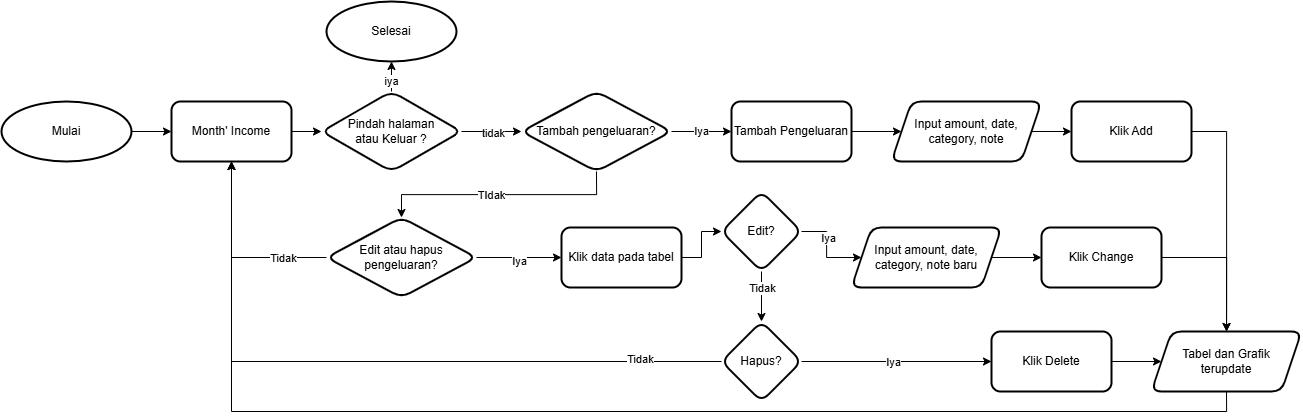 Selesai
iya
Mulai
Month' Income
Pindah halaman
atau Keluar ?
tidak
Tambah pengeluaran?
Iya
Tambah Pengeluaran
Input amount, date,
category, note
Klik Add
TIdak
Tidak
Edit atau hapus
pengeluaran?
Iya
Klik data pada tabel
Edit?
Iya
Input amount, date,
category, note baru
Klik Change
Tidak
Tidak
Hapus?
Iya
Klik Delete
Tabel dan Grafik
terupdate